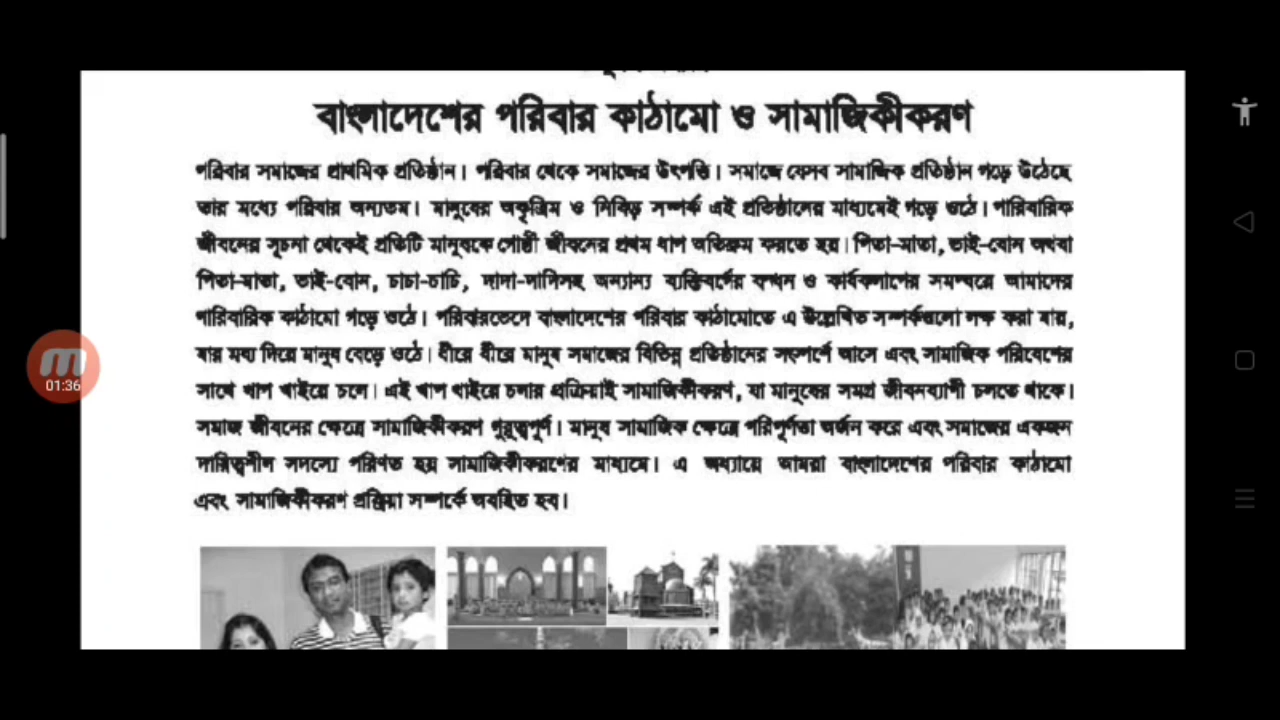 বাংলাদেশের পরিবার কাঠামো ও সামাজিকীকরণ
পরিবার সমাজের প্রাথমিক প্রতিষ্ঠান। পরিবার থেকে সমাজের উৎপত্তি। সমাজে যেসব সামাজিক প্রতিষ্ঠান গড়ে উঠেছে
তার মধ্যে পরিবার অন্যতম। মানুষের অকৃত্রিম ও নিবিড় সম্পর্ক এই প্রতিষ্ঠানের মাধ্যমেই গড়ে ওঠে। পারিবারিক
জীবনের সূচনা থেকেই প্রতিটি মানুষকে গোষ্ঠী জীবনের প্রথম ধাপ অতিক্রম করতে হয়। পিতা-মাতা, ভাই-বোন অথবা
পিতা-মাতা, ভাই-বোন, চাচা-চাচি, দাদা-দাদিসহ অন্যান্য ব্যক্তিবর্গের বন্ধন ও কার্যকলাপের সমন্বয়ে আমাদের
পারিবারিক কাঠামো গড়ে ওঠে। পরিবারভেদে বাংলাদেশের পরিবার কাঠামোতে এ উল্লেখিত সম্পর্কগুলো লক্ষ করা যায়,
যার মধ্য দিয়ে মানুষ বেড়ে ওঠে। ধীরে ধীরে মানুষ সমাজের বিভিন্ন প্রতিষ্ঠানের সংস্পর্শে আসে এবং সামাজিক পরিবেশের
সাথে খাপ খাইয়ে চলে। এই খাপ খাইয়ে চলার প্রক্রিয়াই সামাজিকীকরণ, যা মানুষের সমগ্র জীবনব্যাপী চলতে থাকে।
সমাজ জীবনের ক্ষেত্রে সামাজিকীকরণ গুরুত্বপূর্ণ। মানুষ সামাজিক ক্ষেত্রে পরিপূর্ণতা অর্জন করে এবং সমাজের একজন
দায়িত্বশীল সদস্যে পরিণত হয় সামাজিকীকরণের মাধ্যমে। এ অধ্যায়ে আমরা বাংলাদেশের পরিবার কাঠামো
এবং সামাজিকীকরণ প্রক্রিয়া সম্পর্কে অবহিত হব।
01:36